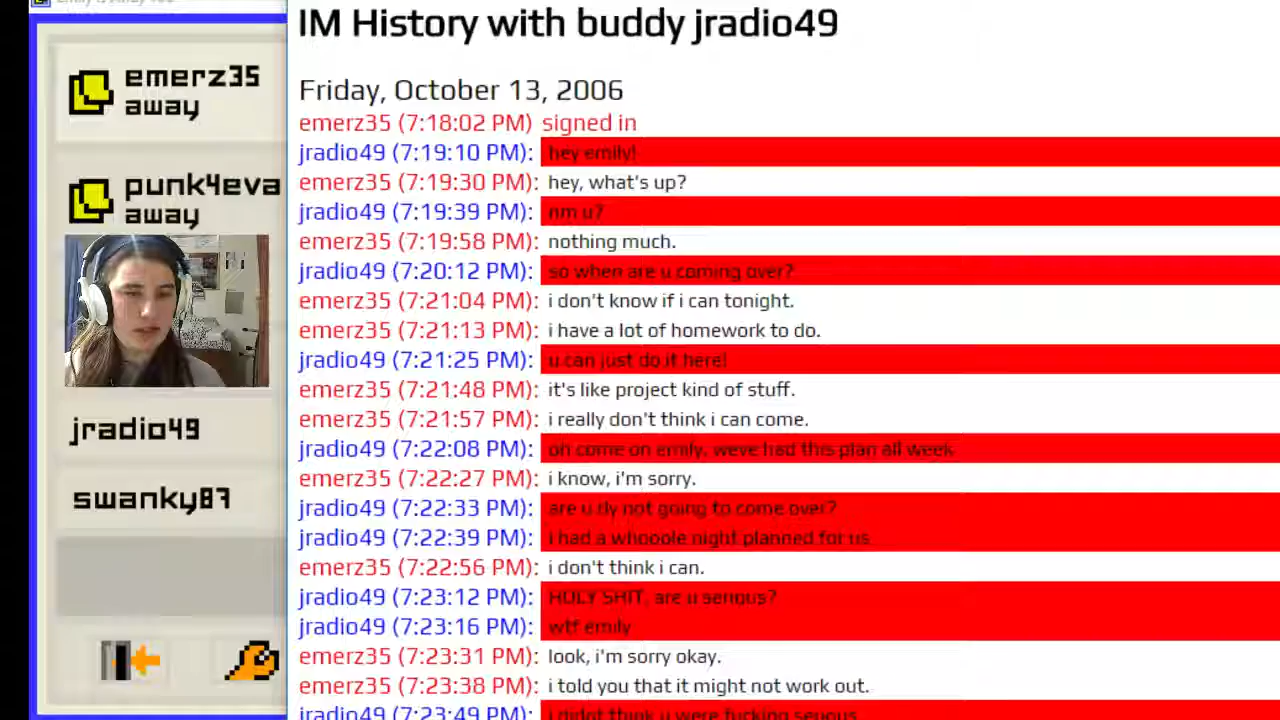 IM History with buddy jradio49
emerz35
away
Friday, October 13, 2006
emerz35 (7:18:02 PM) signed in
jradio49 (7:19:10 PM): hey emily!
emerz35 (7:19:30 PM): hey, what's up?
punk4eva
away
jradio49 (7:19:39 PM): nm u?
emerz35 (7:19:58 PM): nothing much.
jradio49 (7:20:12 PM): so when are u coming over?
emerz35 (7:21:04 PM): i don't know if i can tonight.
emerz35 (7:21:13 PM): i have a lot of homework to do.
jradio49 (7:21:25 PM): u can just do it here!
emerz35 (7:21:48 PM): it's like project kind of stuff.
emerz35 (7:21:57 PM): i really don't think i can come.
jradio49
jradio49 (7:22:08 PM): oh come on emily, weve had this plan all week
emerz35 (7:22:27 PM): i know, i'm sorry.
swanky87
jradio49 (7:22:33 PM): are u rly not going to come over?
jradio49 (7:22:39 PM): i had a whooole night planned for us
emerz35 (7:22:56 PM): i don't think i can.
jradio49 (7:23:12 PM): HOLY SHIT, are u serious?
jradio49 (7:23:16 PM): wtf emily
emerz35 (7:23:31 PM): look, i'm sorry okay.
emerz35 (7:23:38 PM): i told you that it might not work out.
jradio49 (7:23:49 PM): i didnt think u were fucking serious